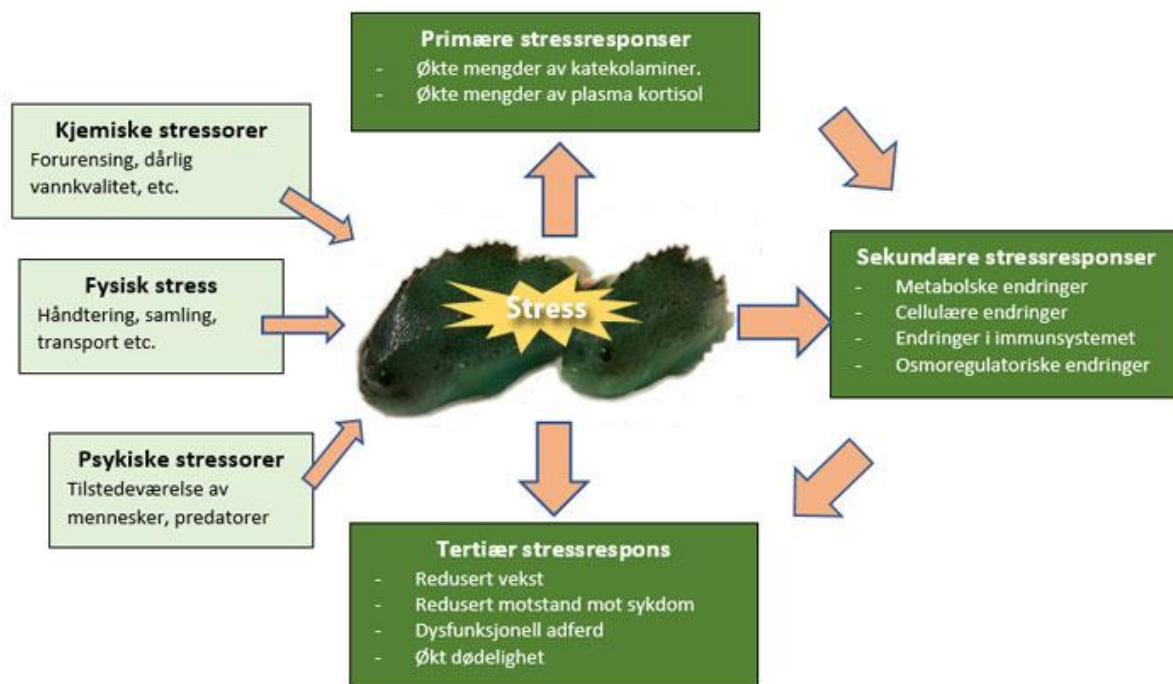 Primære stressresponser
- Økte mengder av katekolaminer.
- Økte mengder av plasma kortisol
Kjemiske stressorer
Forurensing, dårlig
vannkvalitet, etc.
Fysisk stress
Håndtering, samling,
transport etc.
Psykiske stressorer
Tilstedeværelse av
mennesker, predatorer
Stress
Sekundære stressresponser
- Metabolske endringer
- Cellulære endringer
- Endringer i immunsystemet
- Osmoregulatoriske endringer
Tertiær stressrespons
- Redusert vekst
- Redusert motstand mot sykdom
- Dysfunksjonell adferd
- Økt dødelighet